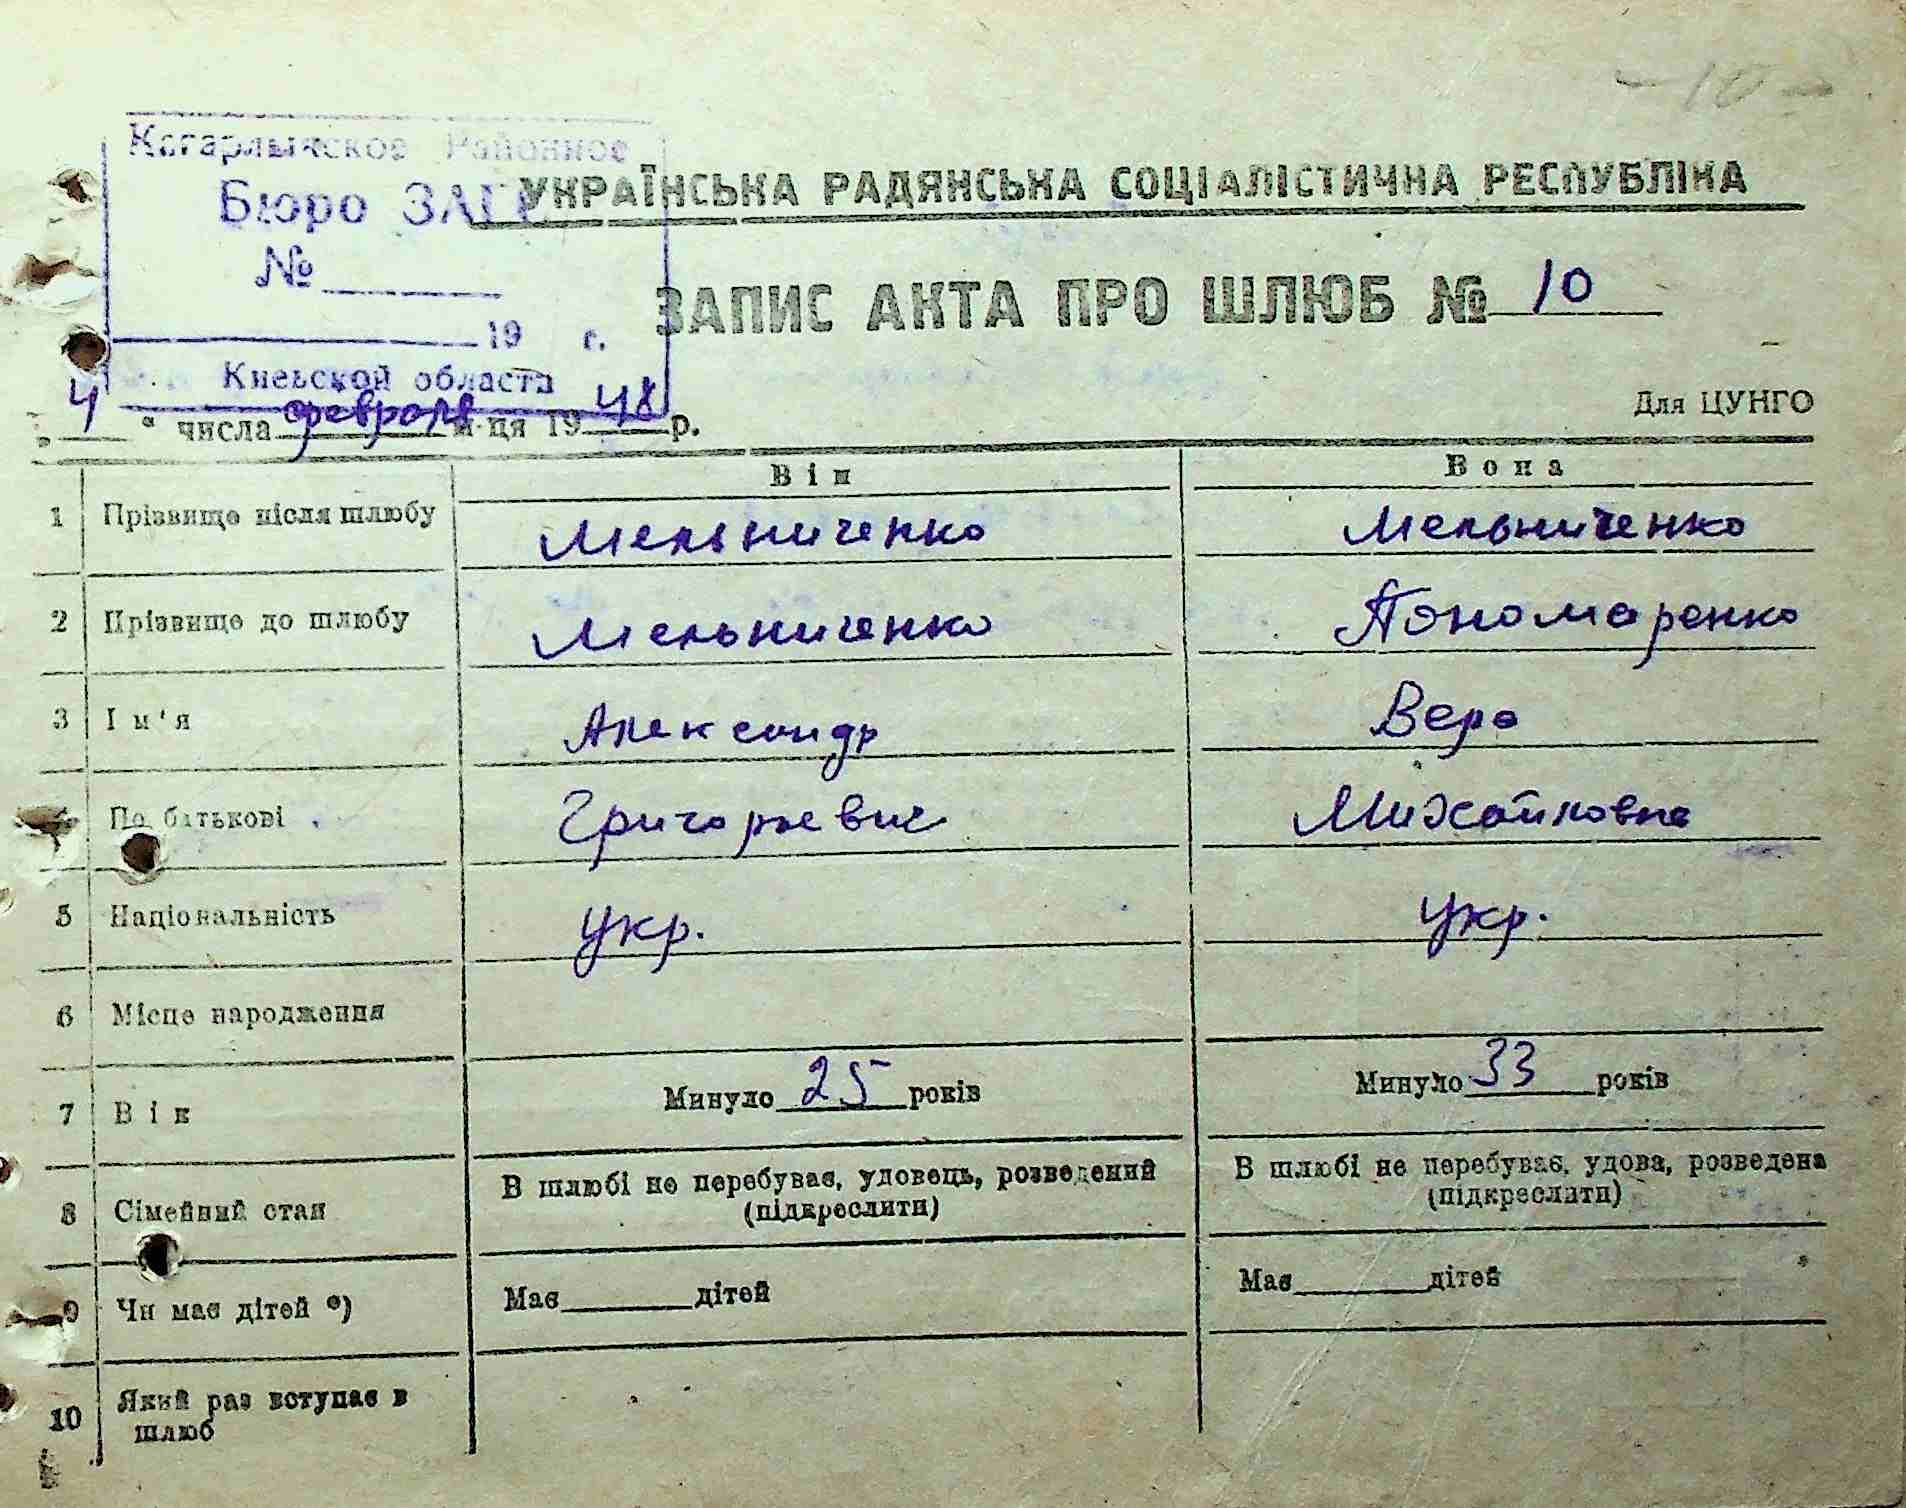 - 10 -
Кагарлыкское Районное
Бюро ЗАГС
УКРАЇНСЬКА РАДЯНСЬКА СОЦІАЛІСТИЧНА РЕСПУБЛІКА
№
ЗАПИС АКТА ПРО ШЛЮБ № 10
19 г.
Киевской области
„ 4 “ числа февраля м-ця 19 48 р.
Для ЦУНГО
Він Вона
1 Прізвище після шлюбу Мельниченко Мельниченко
2 Прізвище до шлюбу Мельниченко Пономаренко
3 Ім'я Александр Вера
4 По батькові Григорьевич Михайловна
5 Національність укр. укр.
6 Місце народження
7 Вік Минуло 25 років Минуло 33 років
8 Сімейний стан В шлюбі не перебуває, удовець, розведений (підкреслити) В шлюбі не перебуває, удова, розведена (підкреслити)
9 Чи має дітей *) Має дітей Має дітей
10 Який раз вступає в
шлюб